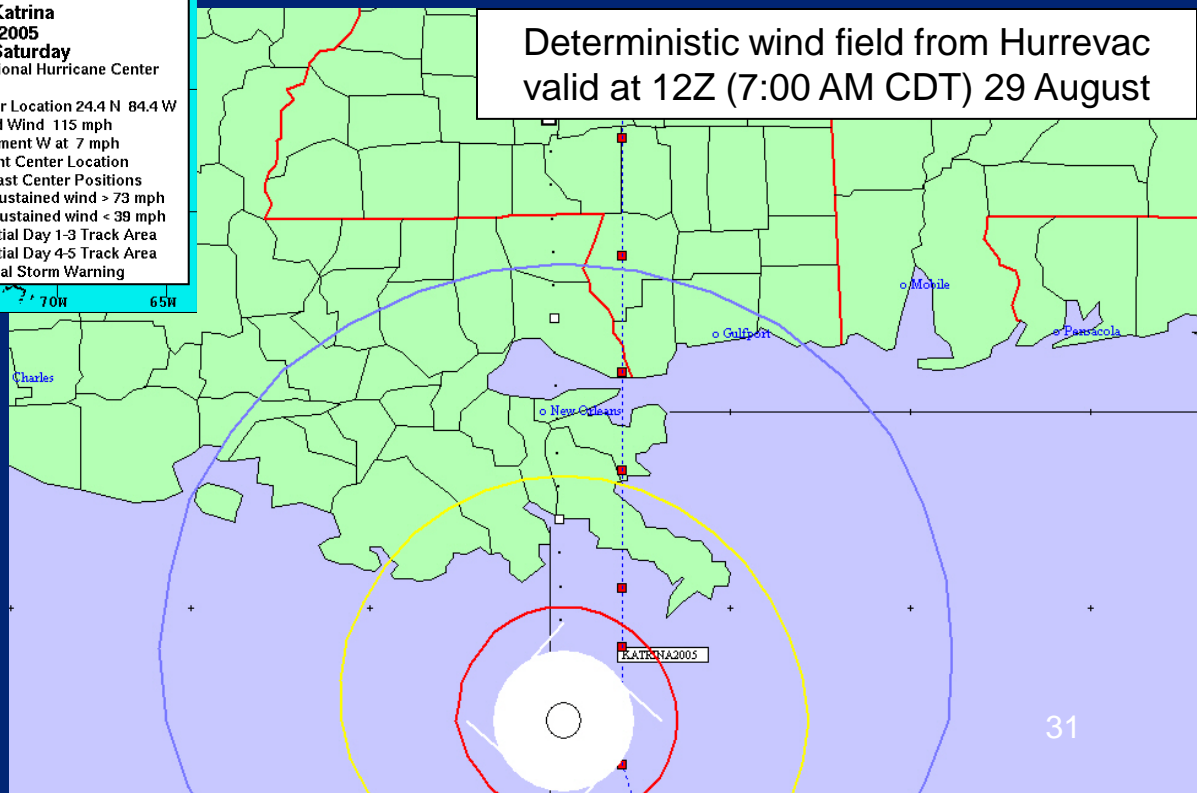 Katrina
2005
Saturday
ional Hurricane Center
r Location 24.4 N 84.4 W
d Wind 115 mph
ment W at 7 mph
nt Center Location
ast Center Positions
ustained wind > 73 mph
ustained wind < 39 mph
tial Day 1-3 Track Area
tial Day 4-5 Track Area
al Storm Warning
70W 65W
Deterministic wind field from Hurrevac
valid at 12Z (7:00 AM CDT) 29 August
Mobile
Gulfport
Pensacola
Charles
New Orleans
KATRINA2005
31